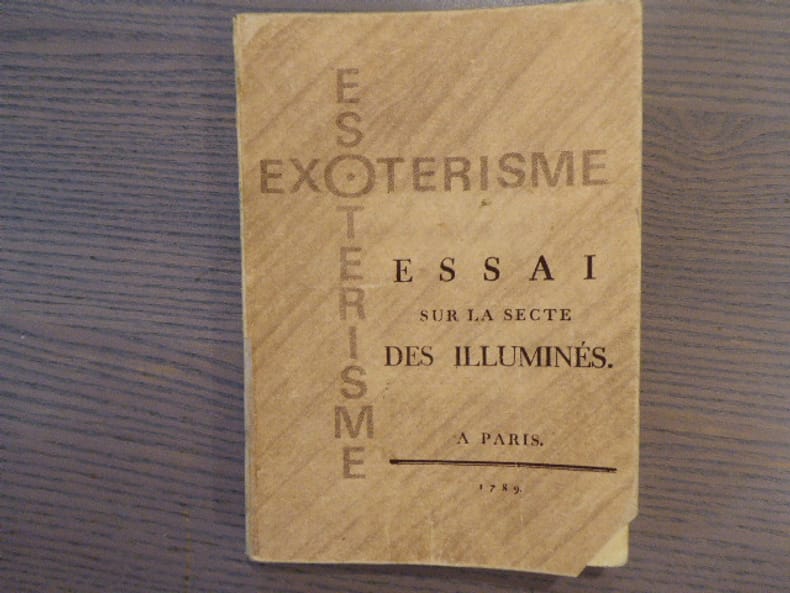 ESOTERISME
EXOTERISME
ESSAI
SUR LA SECTE
DES ILLUMINÉS.
A PARIS.
1789.